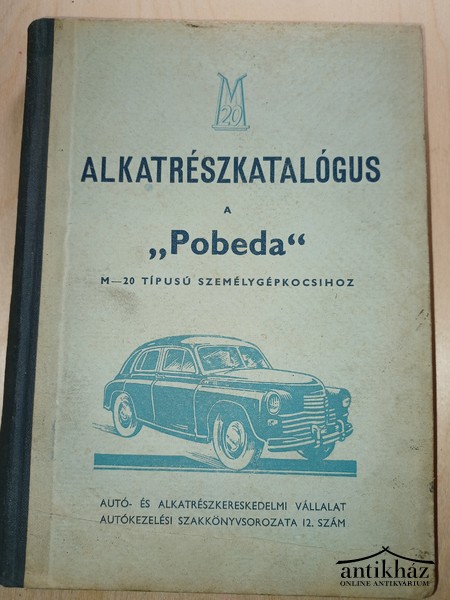 M
20
ALKATRÉSZKATALÓGUS
A
„Pobeda“
M—20 TÍPUSÚ SZEMÉLYGÉPKOCSIHOZ
AUTÓ- ÉS ALKATRÉSZKERESKEDELMI VÁLLALAT
AUTÓKEZELÉSI SZAKKÖNYVSOROZATA 12. SZÁM
antikház
ONLINE ANTIKVÁRIUM